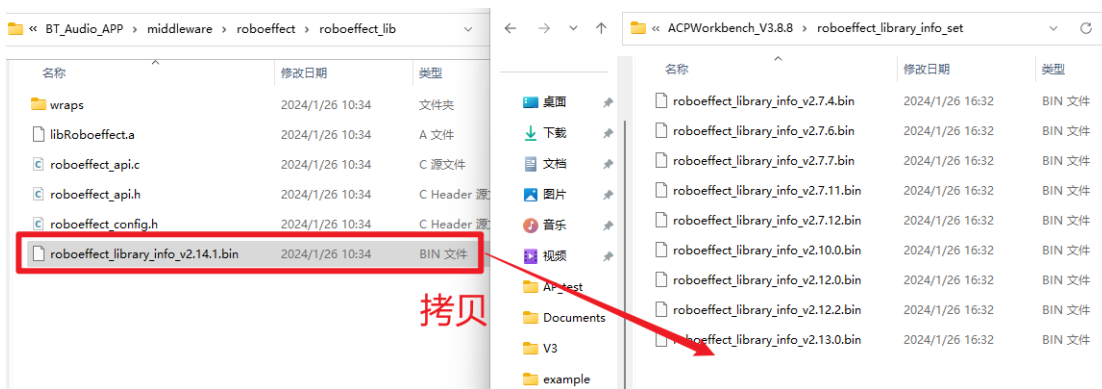 « BT_Audio_APP › middleware › roboeffect › roboeffect_lib
名称 修改日期 类型
wraps 2024/1/26 10:34 文件夹
libRoboeffect.a 2024/1/26 10:34 A 文件
roboeffect_api.c 2024/1/26 10:34 C 源文件
roboeffect_api.h 2024/1/26 10:34 C Header 源
roboeffect_config.h 2024/1/26 10:34 C Header 源
roboeffect_library_info_v2.14.1.bin 2024/1/26 10:34 BIN 文件
拷贝
« ACPWorkbench_V3.8.8 › roboeffect_library_info_set
桌面
下载
文档
图片
音乐
视频
AP_test
Documents
V3
example
名称 修改日期 类型
roboeffect_library_info_v2.7.4.bin 2024/1/26 16:32 BIN 文件
roboeffect_library_info_v2.7.6.bin 2024/1/26 16:32 BIN 文件
roboeffect_library_info_v2.7.7.bin 2024/1/26 16:32 BIN 文件
roboeffect_library_info_v2.7.11.bin 2024/1/26 16:32 BIN 文件
roboeffect_library_info_v2.7.12.bin 2024/1/26 16:32 BIN 文件
roboeffect_library_info_v2.10.0.bin 2024/1/26 16:32 BIN 文件
roboeffect_library_info_v2.12.0.bin 2024/1/26 16:32 BIN 文件
roboeffect_library_info_v2.12.2.bin 2024/1/26 16:32 BIN 文件
roboeffect_library_info_v2.13.0.bin 2024/1/26 16:32 BIN 文件